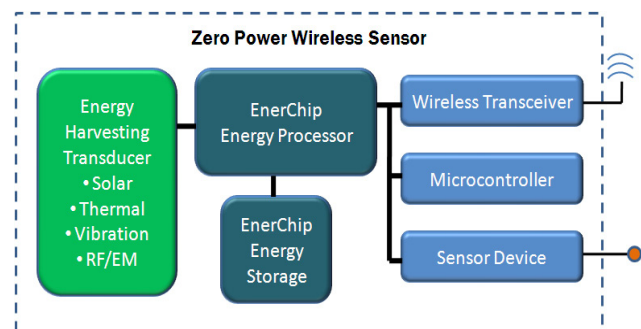 Zero Power Wireless Sensor
Energy
Harvesting
Transducer
• Solar
• Thermal
• Vibration
• RF/EM
EnerChip
Energy Processor
EnerChip
Energy
Storage
Wireless Transceiver
Microcontroller
Sensor Device